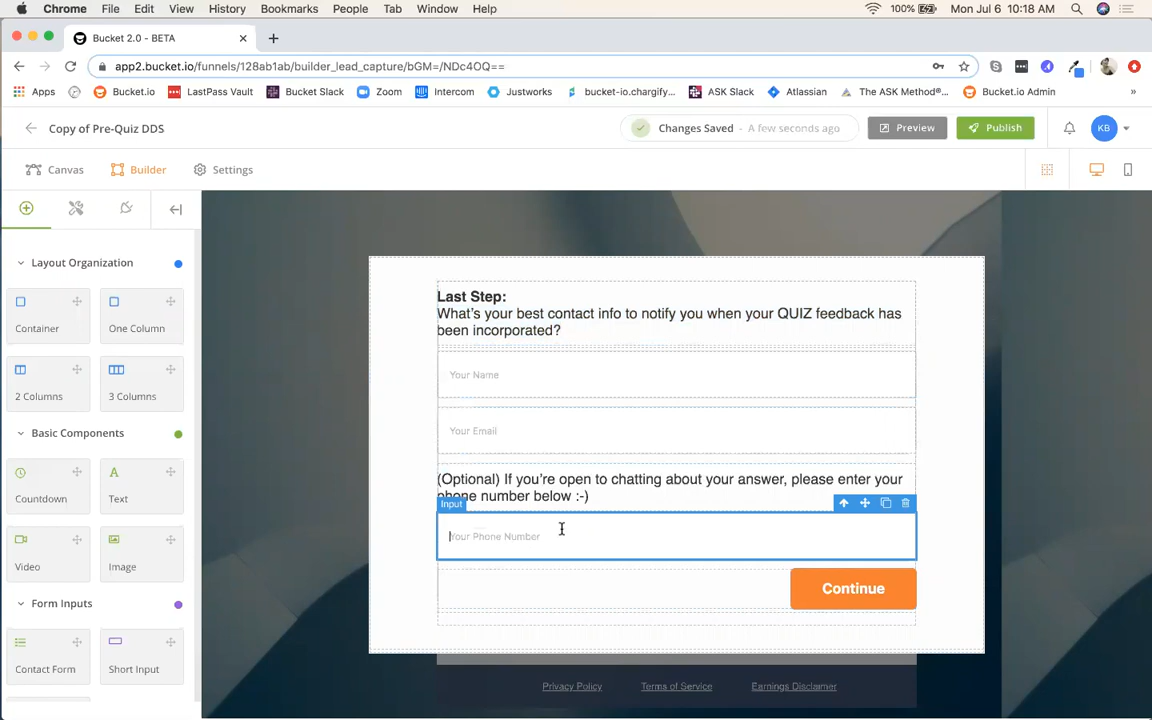 Chrome File Edit View History Bookmarks People Tab Window Help 100% Mon Jul 6 10:18 AM
Bucket 2.0 - BETA
app2.bucket.io/funnels/128ab1ab/builder_lead_capture/bGM=/NDc4OQ==
Apps Bucket.io LastPass Vault Bucket Slack Zoom Intercom Justworks bucket-io.chargify... ASK Slack Atlassian The ASK Method®... Bucket.io Admin »
Copy of Pre-Quiz DDS Changes Saved - A few seconds ago Preview Publish KB
Canvas Builder Settings
Layout Organization
Container One Column
2 Columns 3 Columns
Basic Components
Countdown Text
Video Image
Form Inputs
Contact Form Short Input
Last Step:
What's your best contact info to notify you when your QUIZ feedback has
been incorporated?
Your Name
Your Email
(Optional) If you're open to chatting about your answer, please enter your
phone number below :-)
Input
Your Phone Number
Continue
Privacy Policy Terms of Service Earnings Disclaimer